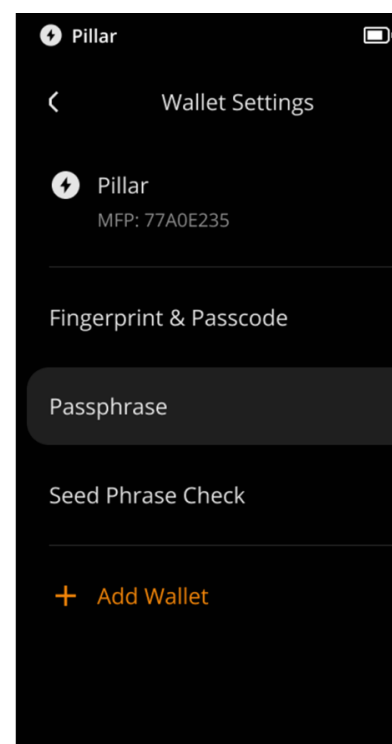 Pillar
Wallet Settings
Pillar
MFP: 77A0E235
Fingerprint & Passcode
Passphrase
Seed Phrase Check
+ Add Wallet